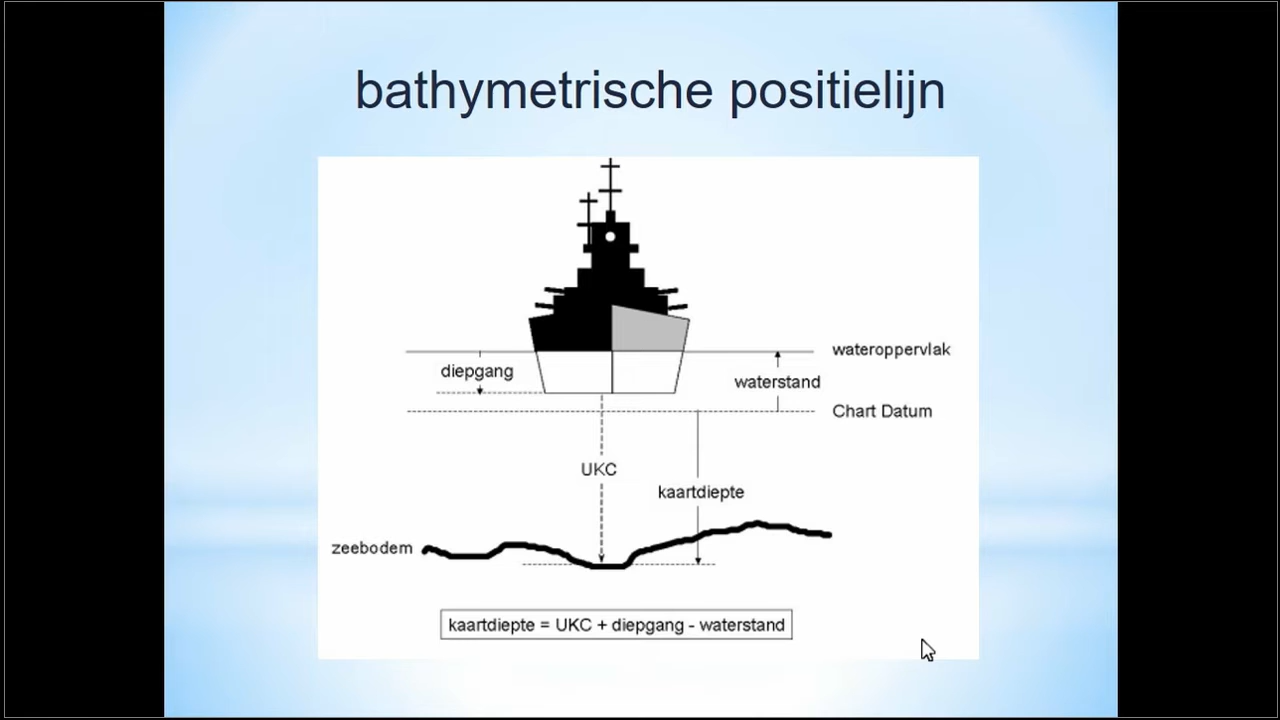 bathymetrische positielijn
wateroppervlak
diepgang
waterstand
Chart Datum
UKC
kaartdiepte
zeebodem
kaartdiepte = UKC + diepgang - waterstand